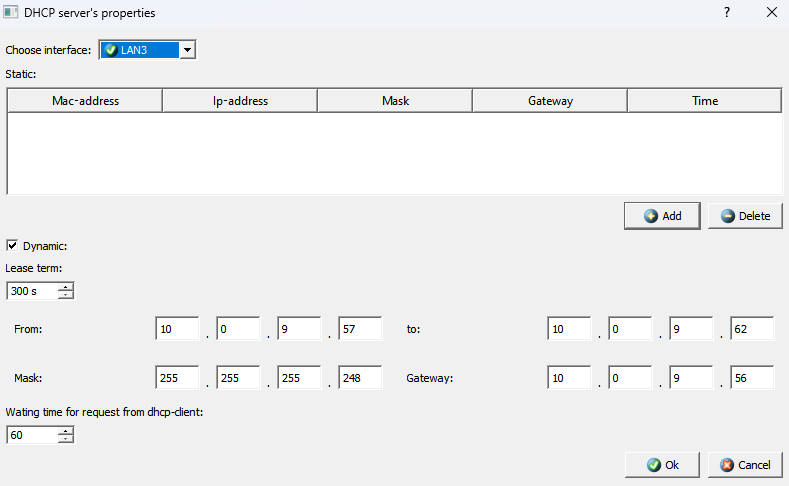 DHCP server's properties ? ×
Choose interface: LAN3
Static:
Mac-address Ip-address Mask Gateway Time
Add Delete
Dynamic:
Lease term:
300 s
From: 10 . 0 . 9 . 57 to: 10 . 0 . 9 . 62
Mask: 255 . 255 . 255 . 248 Gateway: 10 . 0 . 9 . 56
Wating time for request from dhcp-client:
60
Ok Cancel